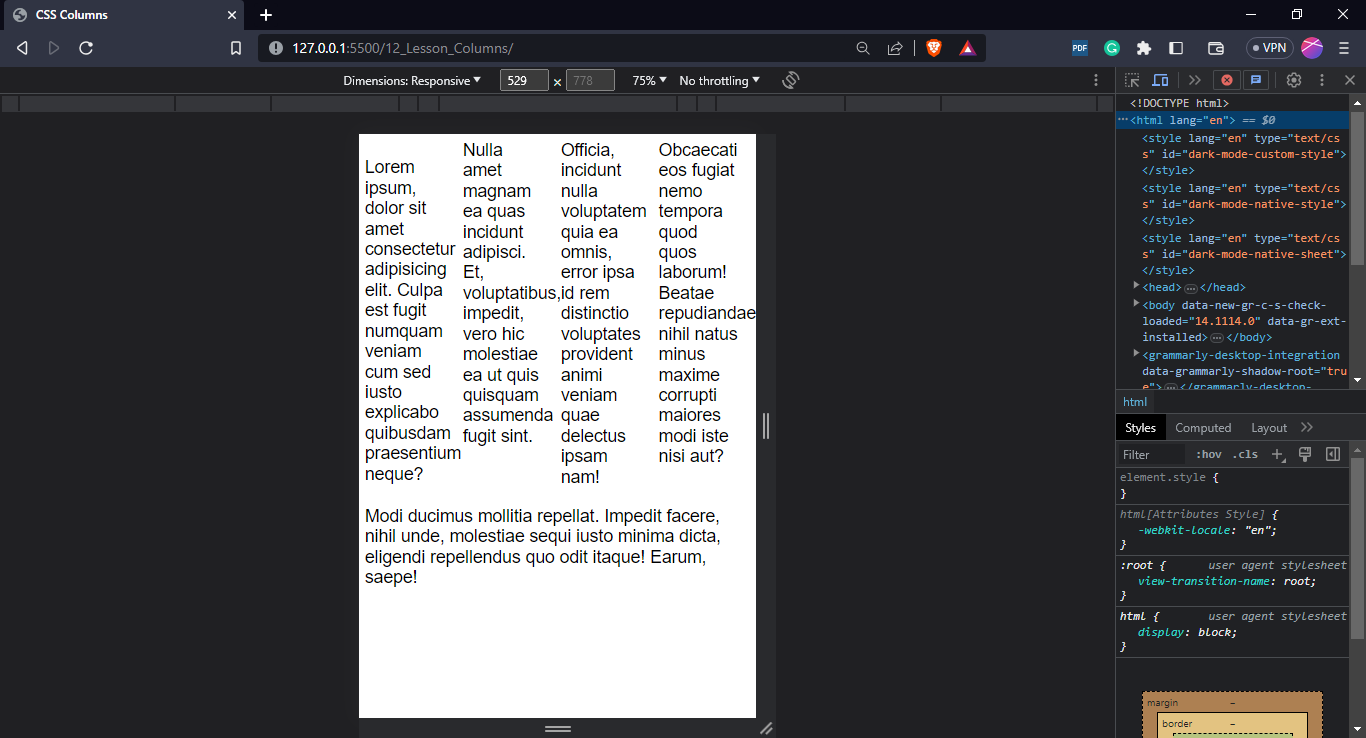 CSS Columns
127.0.0.1:5500/12_Lesson_Columns/
PDF
G
VPN
Dimensions: Responsive
529
×
778
75%
No throttling
Lorem
ipsum,
dolor sit
amet
consectetur
adipisicing
elit. Culpa
est fugit
numquam
veniam
cum sed
iusto
explicabo
quibusdam
praesentium
neque?
Nulla
amet
magnam
ea quas
incidunt
adipisci.
Et,
voluptatibus,
impedit,
vero hic
molestiae
ea ut quis
quisquam
assumenda
fugit sint.
Officia,
incidunt
nulla
voluptatem
quia ea
omnis,
error ipsa
id rem
distinctio
voluptates
provident
animi
veniam
quae
delectus
ipsam
nam!
Obcaecati
eos fugiat
nemo
tempora
quod
quos
laborum!
Beatae
repudiandae
nihil natus
minus
maxime
corrupti
maiores
modi iste
nisi aut?
Modi ducimus mollitia repellat. Impedit facere,
nihil unde, molestiae sequi iusto minima dicta,
eligendi repellendus quo odit itaque! Earum,
saepe!
<!DOCTYPE html>
<html lang="en"> == $0
<style lang="en" type="text/cs
s" id="dark-mode-custom-style">
</style>
<style lang="en" type="text/cs
s" id="dark-mode-native-style">
</style>
<style lang="en" type="text/cs
s" id="dark-mode-native-sheet">
</style>
<head>…</head>
<body data-new-gr-c-s-check-
loaded="14.1114.0" data-gr-ext-
installed>…</body>
<grammarly-desktop-integration
data-grammarly-shadow-root="tru
e">…</grammarly-desktop-
html
Styles
Computed
Layout
Filter
:hov
.cls
element.style {
}
html[Attributes Style] {
-webkit-locale: "en";
}
:root {
user agent stylesheet
view-transition-name: root;
}
html {
user agent stylesheet
display: block;
}
margin
–
border
–